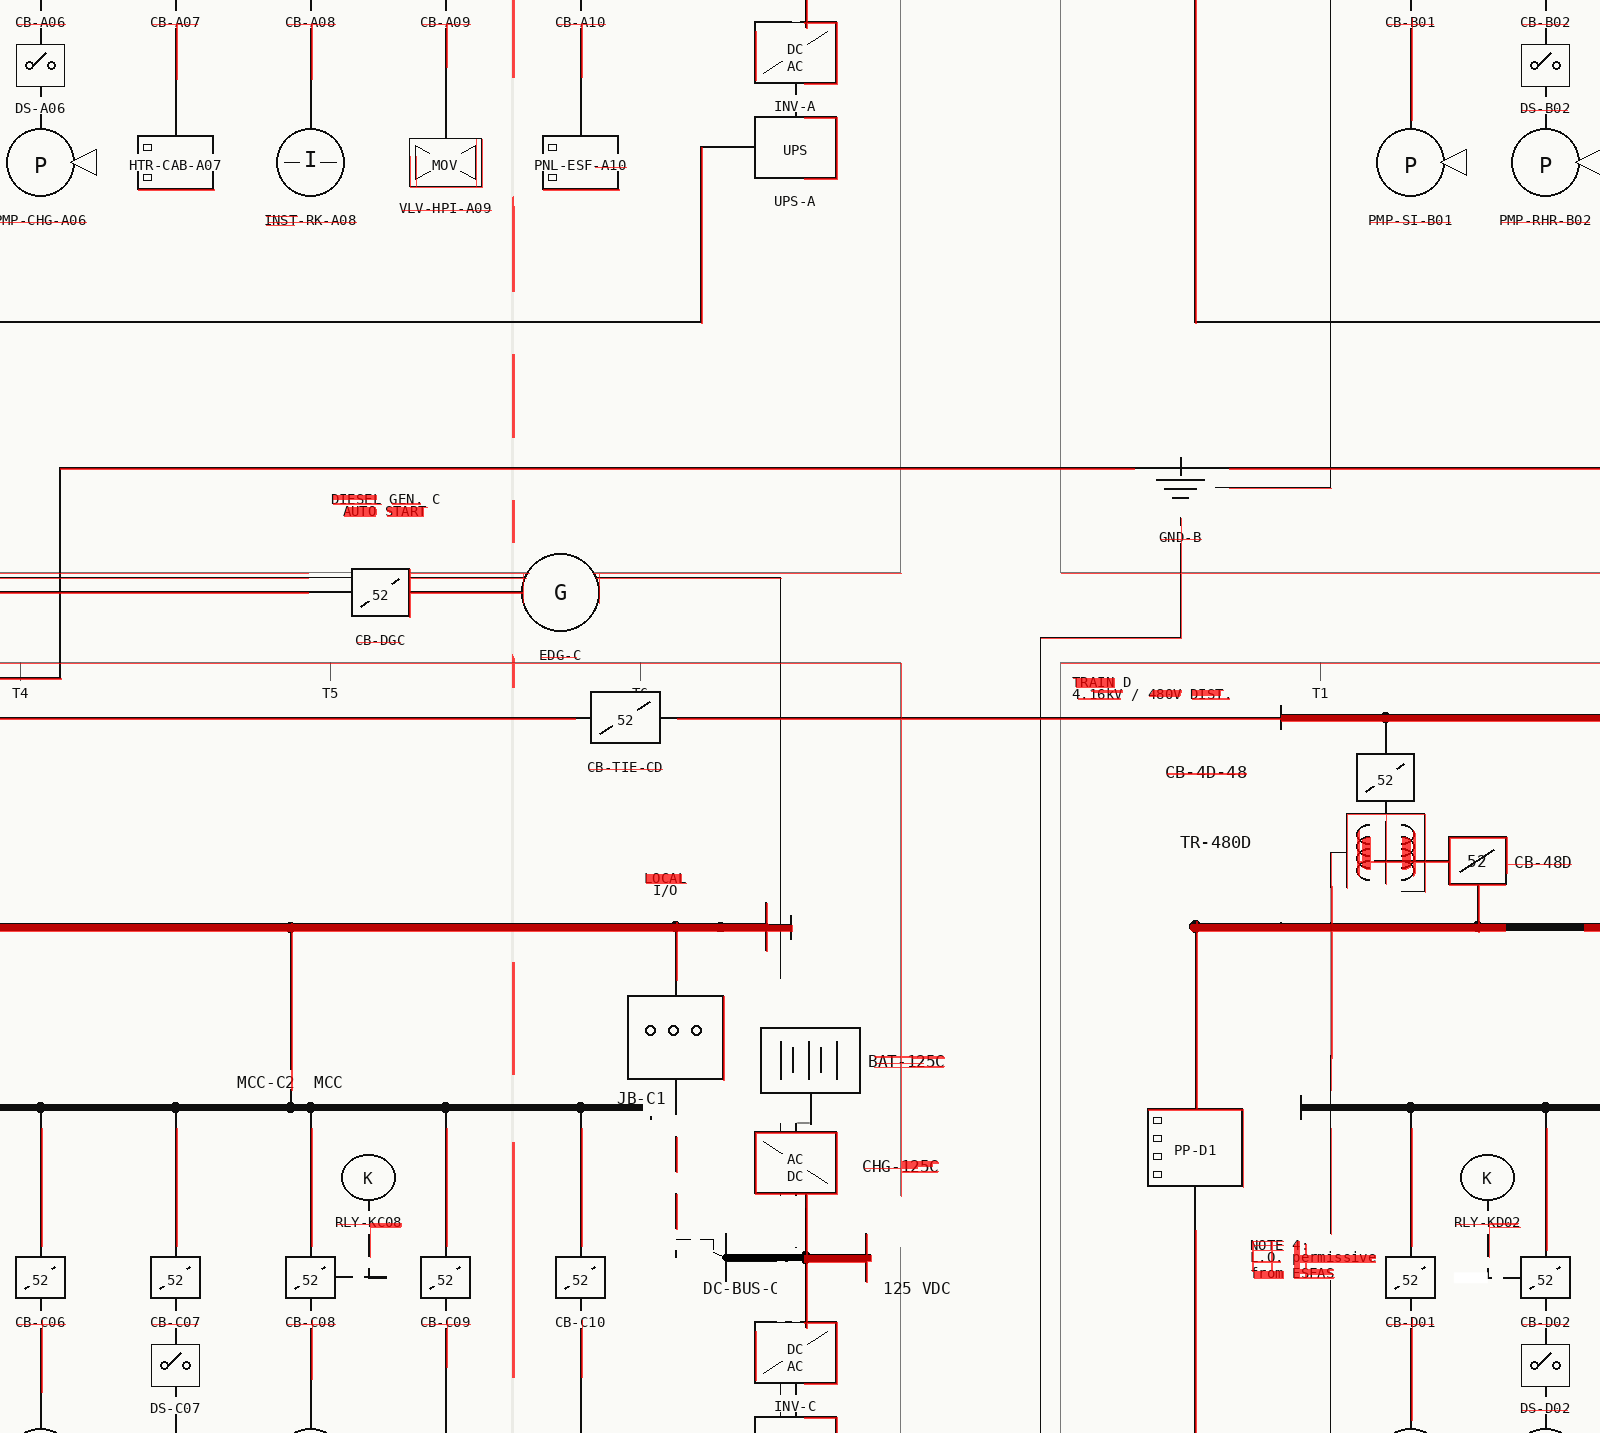 CB-A06
CB-A07
CB-A08
CB-A09
CB-A10
CB-B01
CB-B02
DC
AC
DS-A06
INV-A
DS-B02
P
HTR-CAB-A07
I
MOV
PNL-ESF-A10
UPS
P
P
PMP-CHG-A06
INST-RK-A08
VLV-HPI-A09
UPS-A
PMP-SI-B01
PMP-RHR-B02
DIESEL GEN. C
AUTO START
GND-B
52
G
CB-DGC
EDG-C
TRAIN D
4.16kV / 480V DIST.
T4
T5
T6
T1
52
CB-TIE-CD
CB-4D-48
52
TR-480D
52
CB-48D
LOCAL
I/O
BAT-125C
MCC-C2 MCC
JB-C1
AC
DC
CHG-125C
PP-D1
K
K
RLY-KC08
RLY-KD02
NOTE 4:
L.O. permissive
from ESFAS
52
52
52
52
52
52
52
DC-BUS-C
125 VDC
CB-C06
CB-C07
CB-C08
CB-C09
CB-C10
CB-D01
CB-D02
DC
AC
DS-C07
INV-C
DS-D02